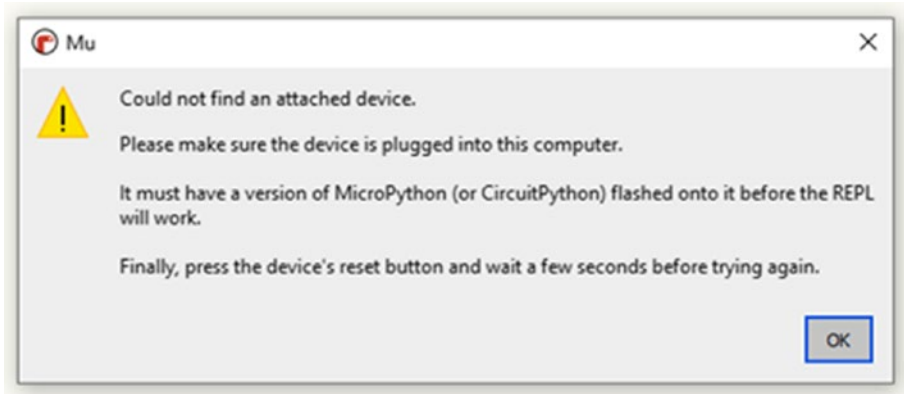 Mu
Could not find an attached device.
Please make sure the device is plugged into this computer.
It must have a version of MicroPython (or CircuitPython) flashed onto it before the REPL
will work.
Finally, press the device's reset button and wait a few seconds before trying again.
OK